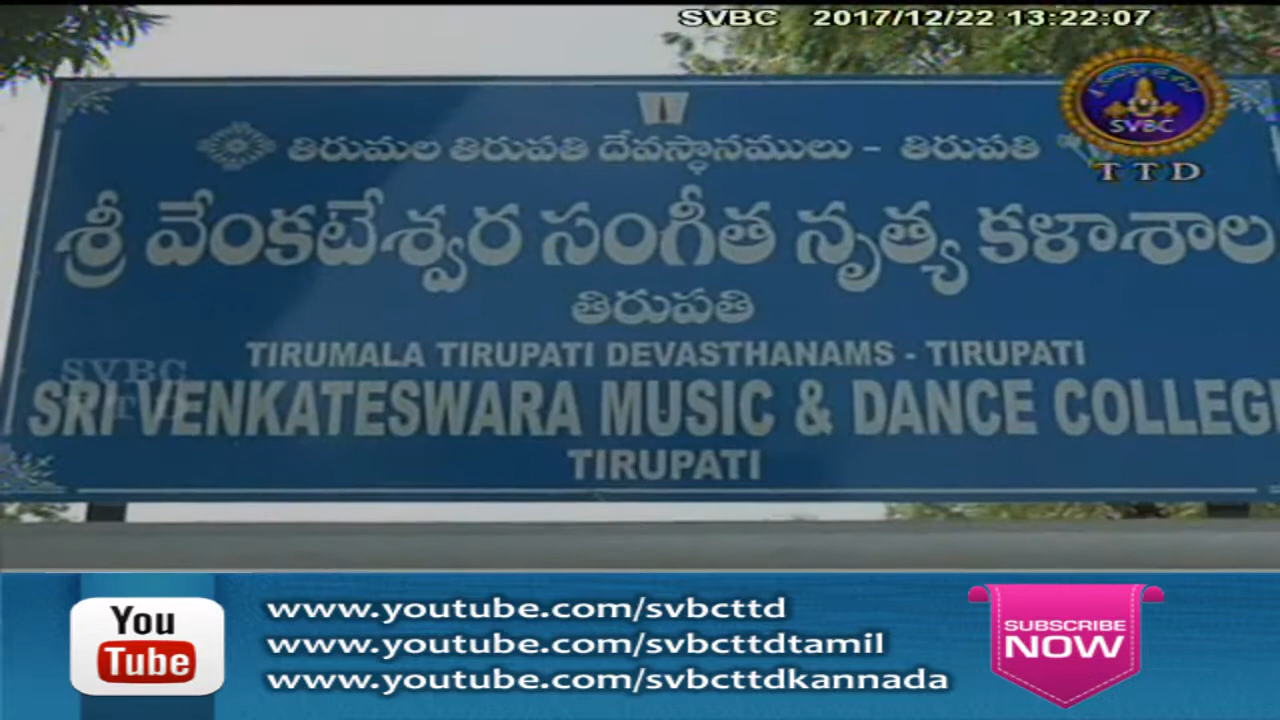 SVBC 2017/12/22 13:22:07
SVBC
T T D
తిరుమల తిరుపతి దేవస్థానములు - తిరుపతి
శ్రీ వేంకటేశ్వర సంగీత నృత్య కళాశాల
తిరుపతి
TIRUMALA TIRUPATI DEVASTHANAMS - TIRUPATI
SVBC
T T D
SRI VENKATESWARA MUSIC & DANCE COLLEG
TIRUPATI
You
Tube
www.youtube.com/svbcttd
www.youtube.com/svbcttdtamil
www.youtube.com/svbcttdkannada
SUBSCRIBE
NOW